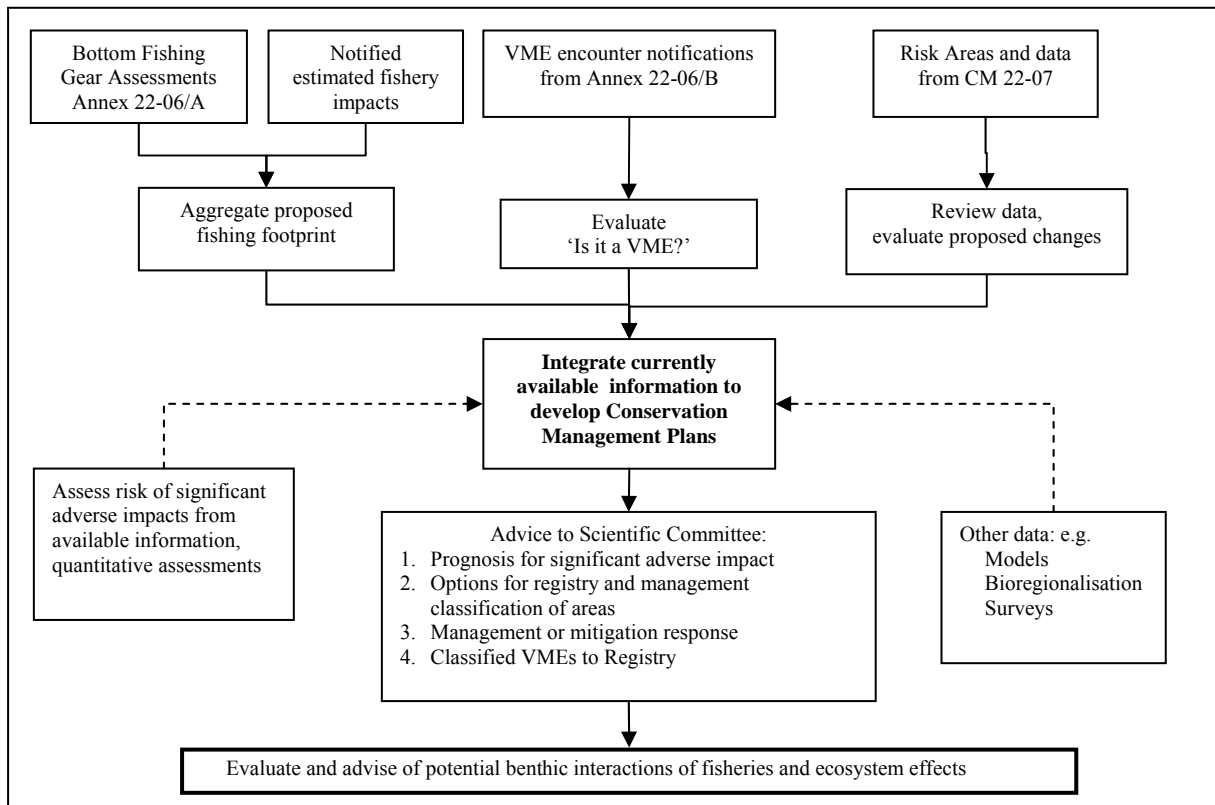 Bottom Fishing
Gear Assessments
Annex 22-06/A
Notified
estimated fishery
impacts
VME encounter notifications
from Annex 22-06/B
Risk Areas and data
from CM 22-07
Aggregate proposed
fishing footprint
Evaluate
‘Is it a VME?’
Review data,
evaluate proposed changes
Integrate currently
available information to
develop Conservation
Management Plans
Assess risk of significant
adverse impacts from
available information,
quantitative assessments
Advice to Scientific Committee:
1. Prognosis for significant adverse impact
2. Options for registry and management
classification of areas
3. Management or mitigation response
4. Classified VMEs to Registry
Other data: e.g.
Models
Bioregionalisation
Surveys
Evaluate and advise of potential benthic interactions of fisheries and ecosystem effects